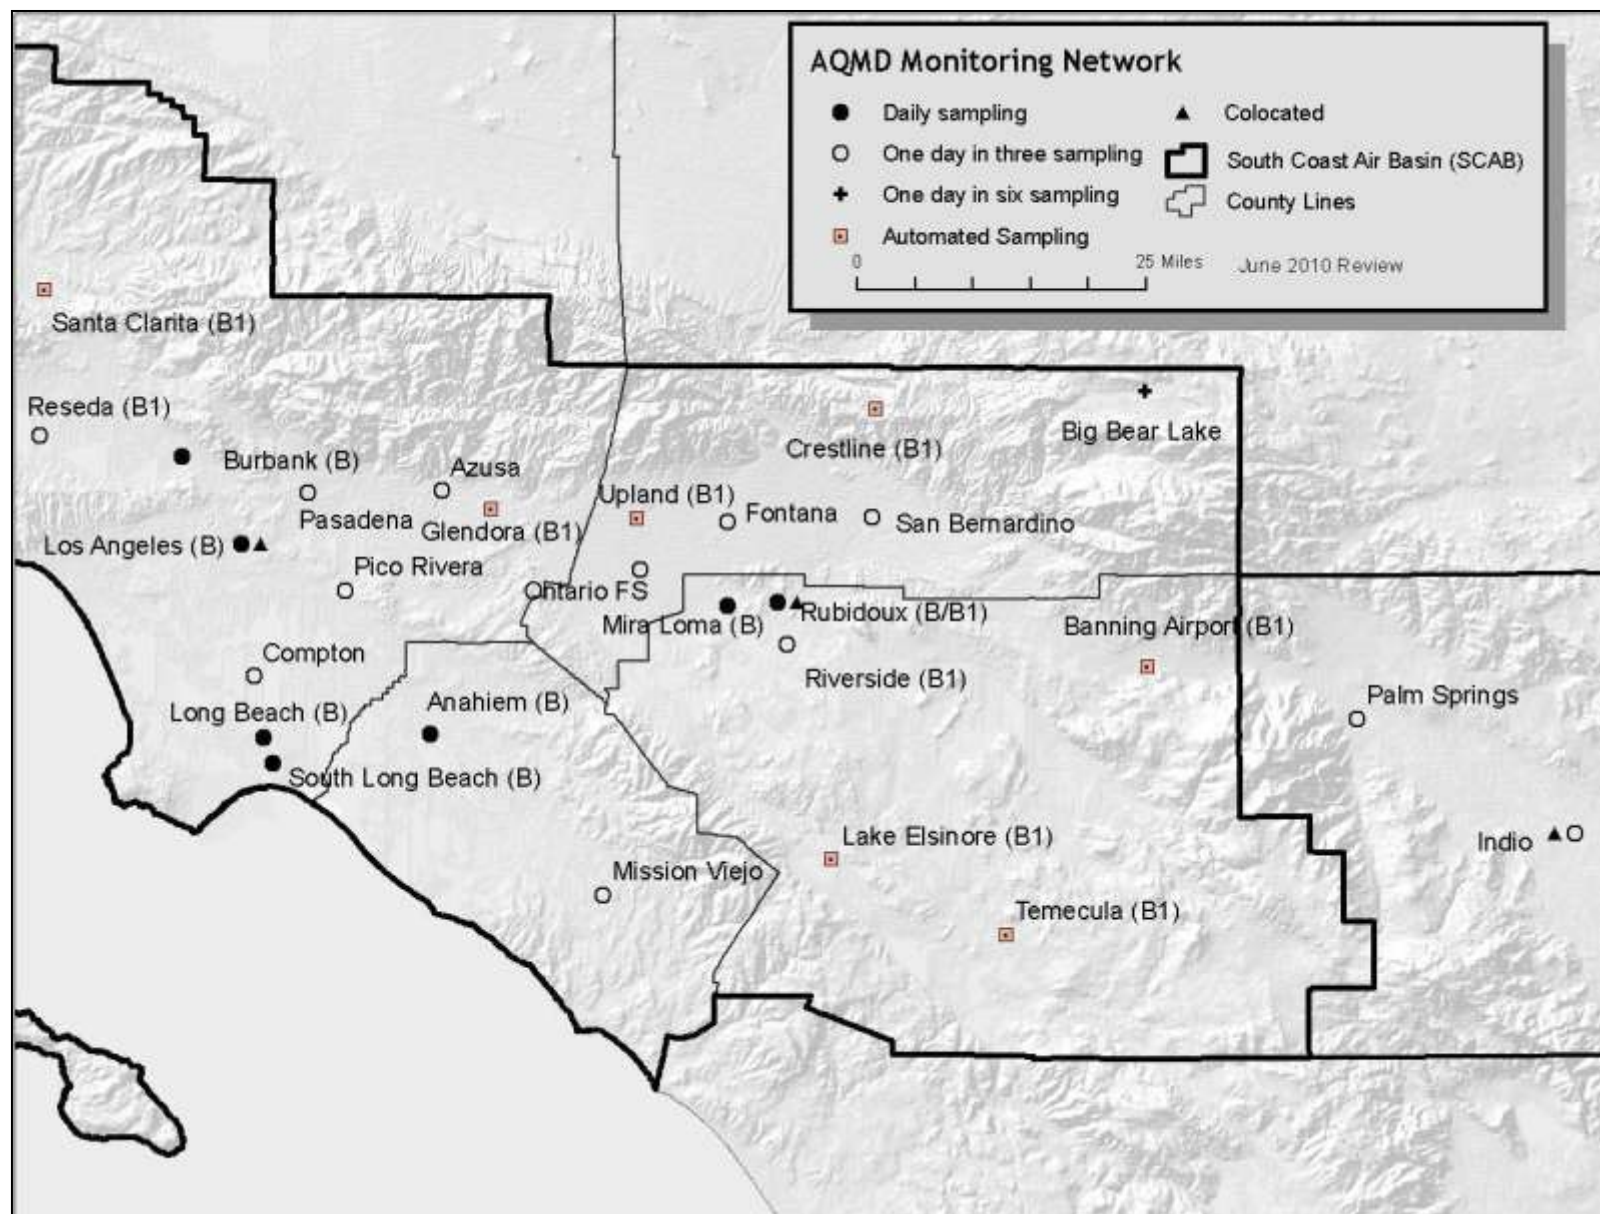 AQMD Monitoring Network
Daily sampling
Colocated
One day in three sampling
South Coast Air Basin (SCAB)
One day in six sampling
County Lines
Automated Sampling
0
25 Miles
June 2010 Review
Santa Clarita (B1)
Reseda (B1)
Big Bear Lake
Crestline (B1)
Burbank (B)
Azusa
Upland (B1)
Fontana
San Bernardino
Pasadena
Glendora (B1)
Los Angeles (B)
Pico Rivera
Ontario FS
Mira Loma (B)
Rubidoux (B/B1)
Banning Airport (B1)
Compton
Riverside (B1)
Palm Springs
Long Beach (B)
Anahiem (B)
South Long Beach (B)
Lake Elsinore (B1)
Indio
Mission Viejo
Temecula (B1)